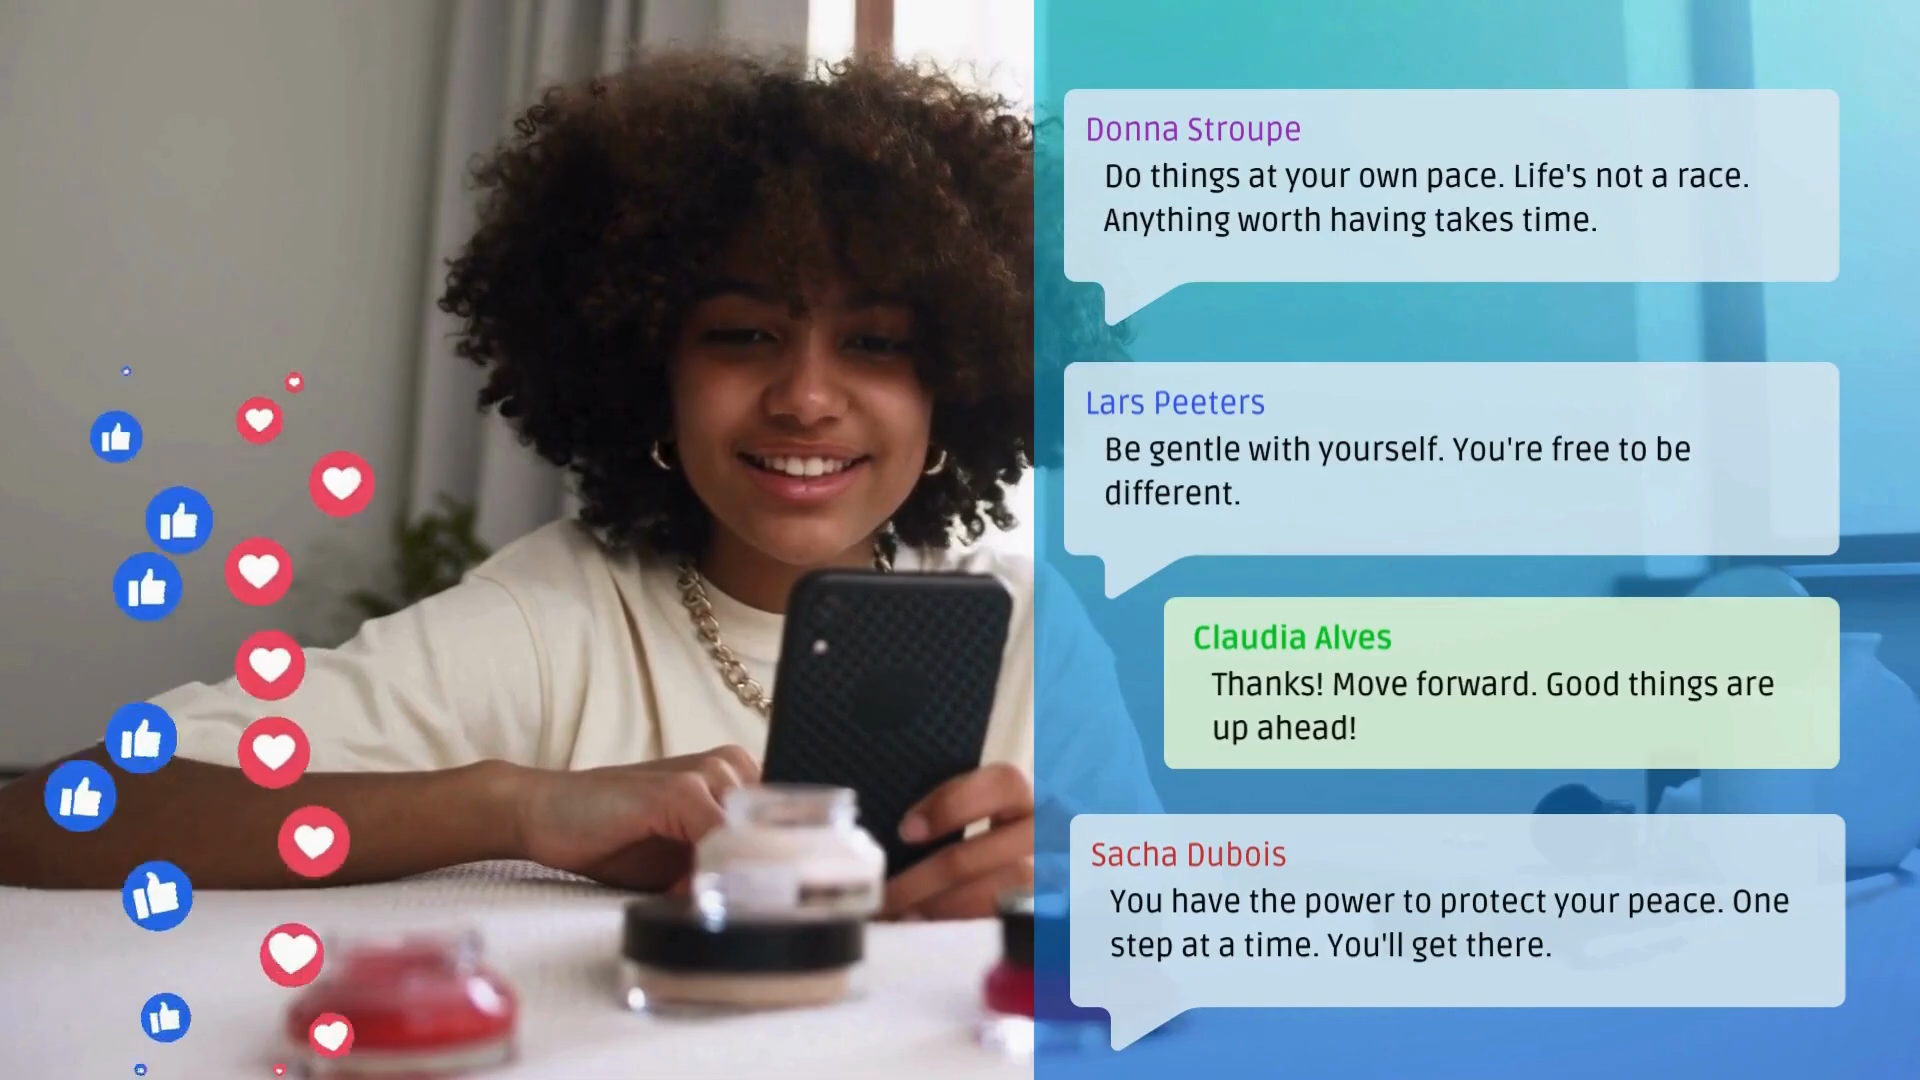 Donna Stroupe
Do things at your own pace. Life's not a race.
Anything worth having takes time.
Lars Peeters
Be gentle with yourself. You're free to be
different.
Claudia Alves
Thanks! Move forward. Good things are
up ahead!
Sacha Dubois
You have the power to protect your peace. One
step at a time. You'll get there.